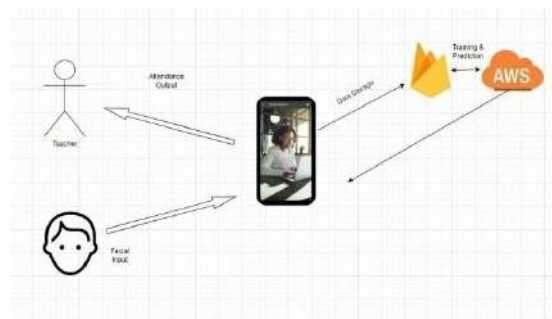 Training &
Prediction
AWS
Attendance
Output
Data Storage
Teacher
Facial
Input